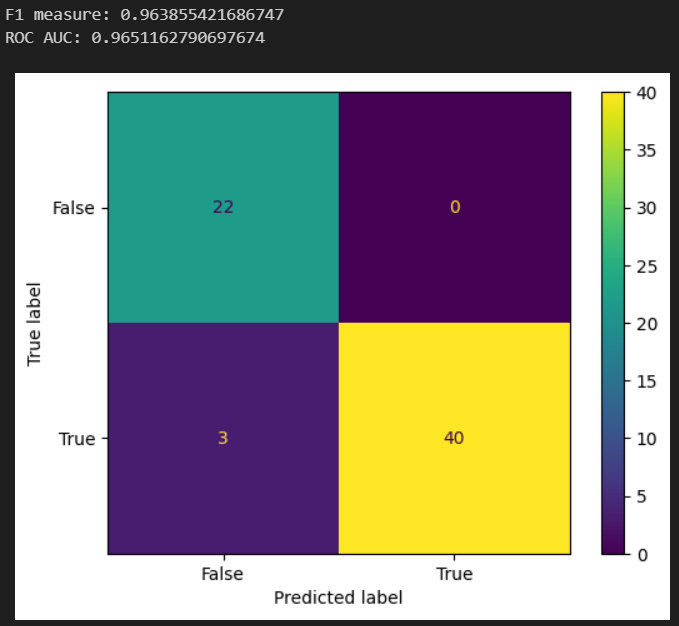 F1 measure: 0.963855421686747
ROC AUC: 0.9651162790697674
40
35
30
25
20
15
10
5
0
True label
False
22
0
True
3
40
False
True
Predicted label